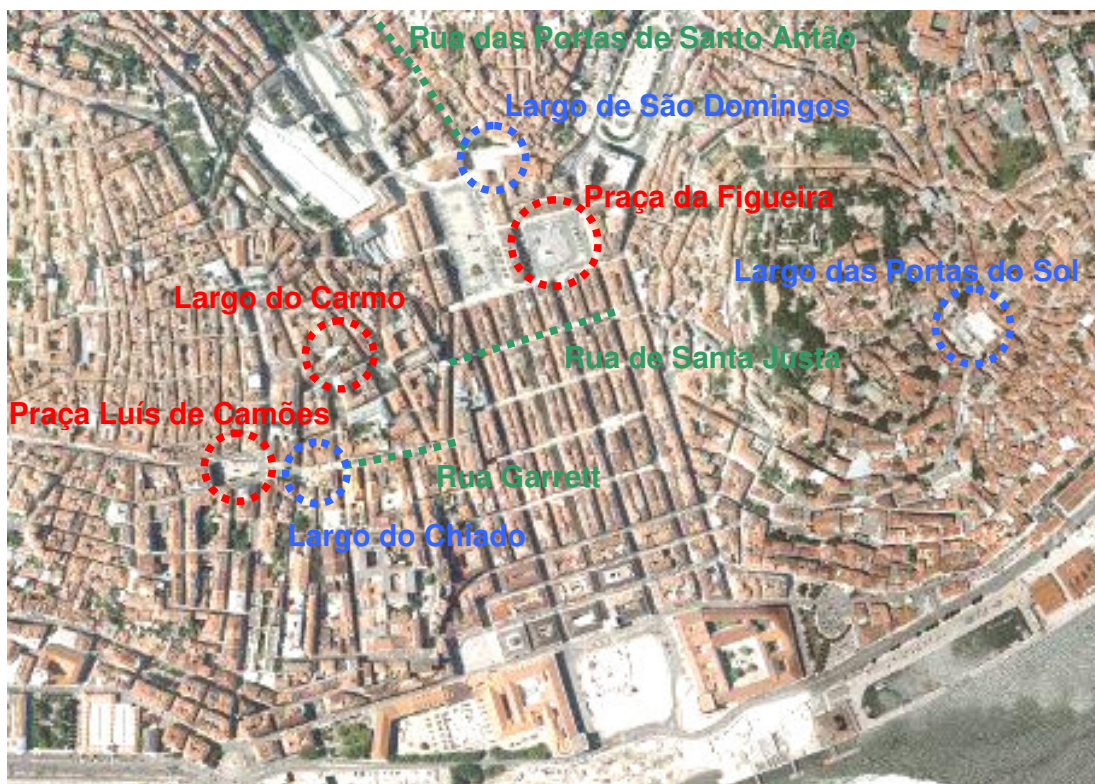 Rua das Portas de Santo Antão
Largo de São Domingos
Praça da Figueira
Largo das Portas do Sol
Largo do Carmo
Rua de Santa Justa
Praça Luís de Camões
Rua Garrett
Largo do Chiado